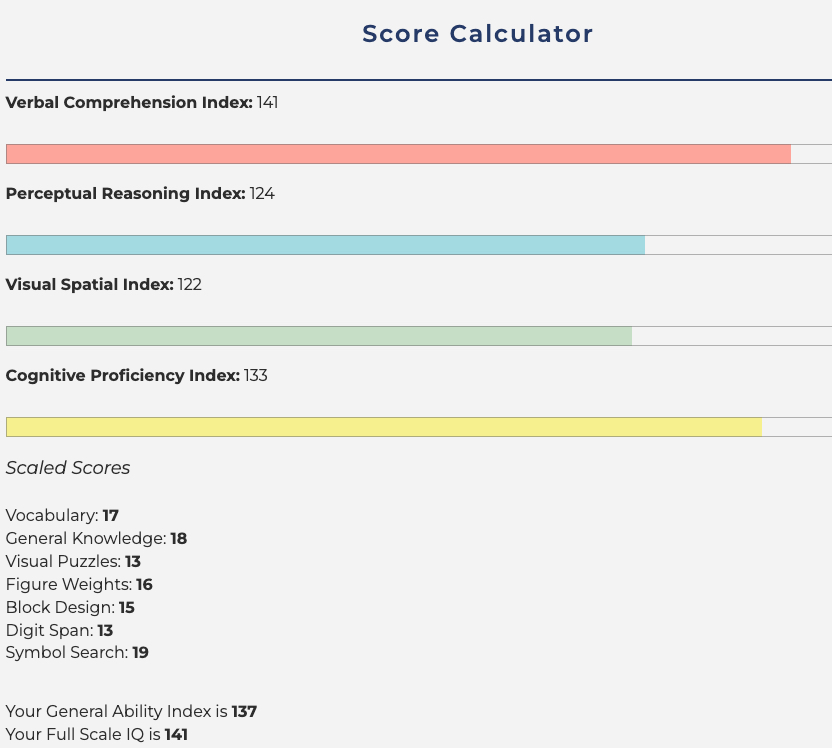 Score Calculator
Verbal Comprehension Index: 141
Perceptual Reasoning Index: 124
Visual Spatial Index: 122
Cognitive Proficiency Index: 133
Scaled Scores
Vocabulary: 17
General Knowledge: 18
Visual Puzzles: 13
Figure Weights: 16
Block Design: 15
Digit Span: 13
Symbol Search: 19
Your General Ability Index is 137
Your Full Scale IQ is 141